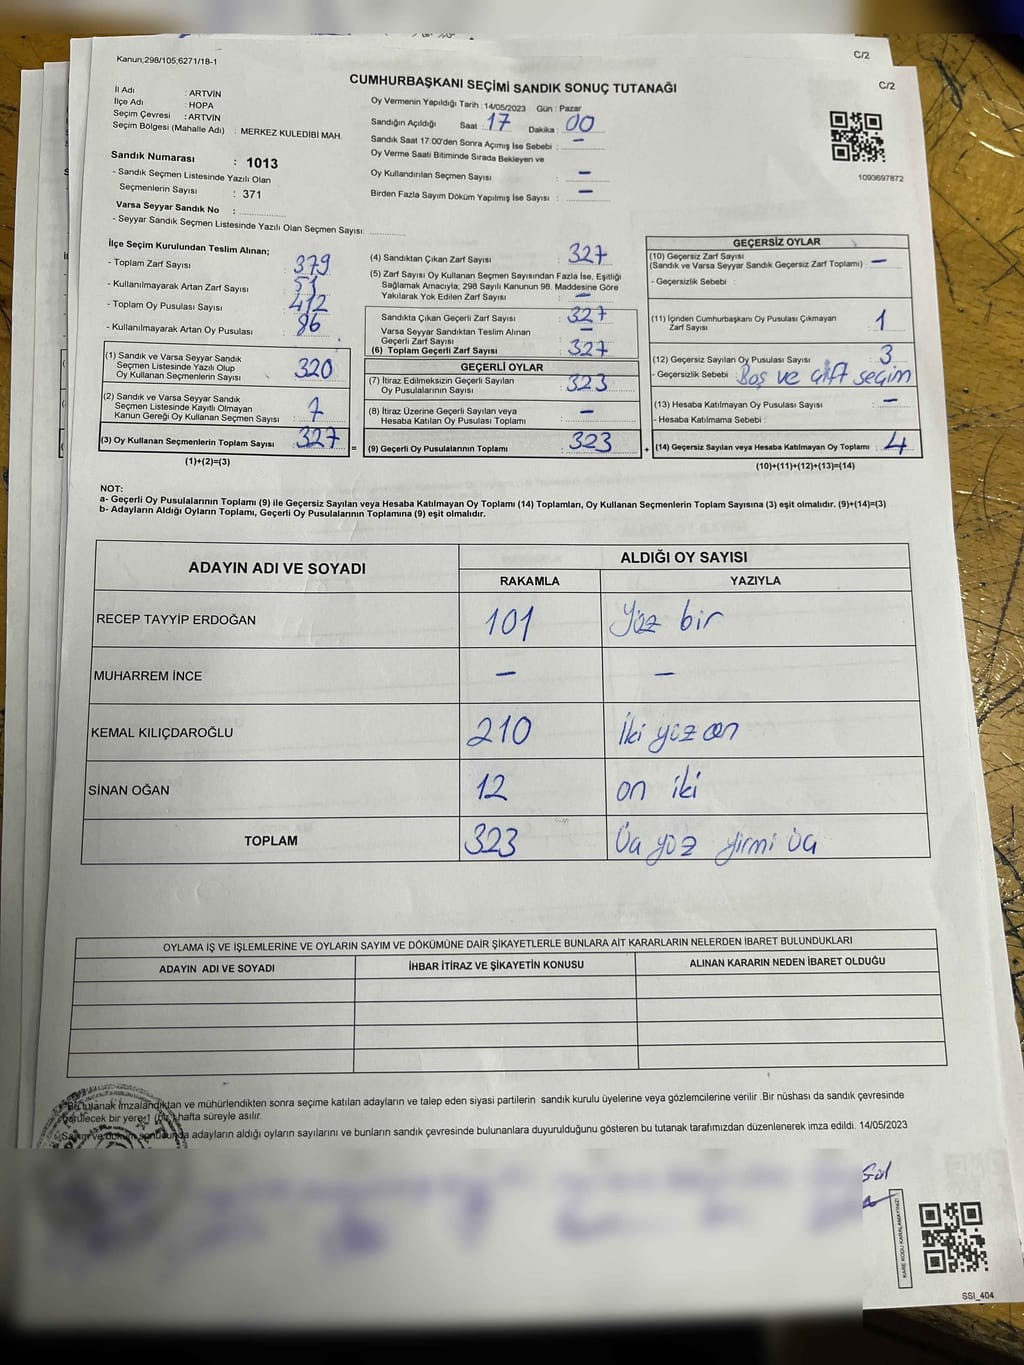 C/2
Kanun;298/105,6271/18-1
C/2
CUMHURBAŞKANI SEÇİMİ SANDIK SONUÇ TUTANAĞI
İl Adı : ARTVİN
İlçe Adı : HOPA
Seçim Çevresi : ARTVİN
Seçim Bölgesi (Mahalle Adı) : MERKEZ KULEDİBİ MAH.
Sandık Numarası : 1013
- Sandık Seçmen Listesinde Yazılı Olan
Seçmenlerin Sayısı : 371
Varsa Seyyar Sandık No :
- Seyyar Sandık Seçmen Listesinde Yazılı Olan Seçmen Sayısı:
Oy Vermenin Yapıldığı Tarih :14/05/2023 Gün : Pazar
Sandığın Açıldığı Saat : 17 Dakika : 00
Sandık Saat 17:00'den Sonra Açımış İse Sebebi : -
Oy Verme Saati Bitiminde Sırada Bekleyen ve
Oy Kullandırılan Seçmen Sayısı : -
Birden Fazla Sayım Döküm Yapılmış İse Sayısı : -
1093697872
İlçe Seçim Kurulundan Teslim Alınan;
- Toplam Zarf Sayısı : 379
- Kullanılmayarak Artan Zarf Sayısı : 51
- Toplam Oy Pusulası Sayısı : 412
- Kullanılmayarak Artan Oy Pusulası : 86
(1) Sandık ve Varsa Seyyar Sandık
Seçmen Listesinde Yazılı Olup
Oy Kullanan Seçmenlerin Sayısı : 320
(2) Sandık ve Varsa Seyyar Sandık
Seçmen Listesinde Kayıtlı Olmayan
Kanun Gereği Oy Kullanan Seçmen Sayısı : 7
(3) Oy Kullanan Seçmenlerin Toplam Sayısı : 327
(1)+(2)=(3)
(4) Sandıktan Çıkan Zarf Sayısı : 327
(5) Zarf Sayısı Oy Kullanan Seçmen Sayısından Fazla İse, Eşitliği
Sağlamak Amacıyla; 298 Sayılı Kanunun 98. Maddesine Göre
Yakılarak Yok Edilen Zarf Sayısı : -
Sandıkta Çıkan Geçerli Zarf Sayısı : 327
Varsa Seyyar Sandıktan Teslim Alınan
Geçerli Zarf Sayısı : -
(6) Toplam Geçerli Zarf Sayısı : 327
GEÇERLİ OYLAR
(7) İtiraz Edilmeksizin Geçerli Sayılan
Oy Pusulalarının Sayısı : 323
(8) İtiraz Üzerine Geçerli Sayılan veya
Hesaba Katılan Oy Pusulası Toplamı : -
= (9) Geçerli Oy Pusulalarının Toplamı : 323
GEÇERSİZ OYLAR
(10) Geçersiz Zarf Sayısı
(Sandık ve Varsa Seyyar Sandık Geçersiz Zarf Toplamı) : -
- Geçersizlik Sebebi :
(11) İçinden Cumhurbaşkanı Oy Pusulası Çıkmayan
Zarf Sayısı : 1
(12) Geçersiz Sayılan Oy Pusulası Sayısı : 3
- Geçersizlik Sebebi : Boş ve çift seçim
(13) Hesaba Katılmayan Oy Pusulası Sayısı : -
- Hesaba Katılmama Sebebi :
+ (14) Geçersiz Sayılan veya Hesaba Katılmayan Oy Toplamı : 4
(10)+(11)+(12)+(13)=(14)
NOT:
a- Geçerli Oy Pusulalarının Toplamı (9) ile Geçersiz Sayılan veya Hesaba Katılmayan Oy Toplamı (14) Toplamları, Oy Kullanan Seçmenlerin Toplam Sayısına (3) eşit olmalıdır. (9)+(14)=(3)
b- Adayların Aldığı Oyların Toplamı, Geçerli Oy Pusulalarının Toplamına (9) eşit olmalıdır.
ADAYIN ADI VE SOYADI
ALDIĞI OY SAYISI
RAKAMLA YAZIYLA
RECEP TAYYİP ERDOĞAN 101 Yüz bir
MUHARREM İNCE - -
KEMAL KILIÇDAROĞLU 210 İki yüz on
SİNAN OĞAN 12 on iki
TOPLAM 323 Üç yüz yirmi üç
OYLAMA İŞ VE İŞLEMLERİNE VE OYLARIN SAYIM VE DÖKÜMÜNE DAİR ŞİKAYETLERLE BUNLARA AİT KARARLARIN NELERDEN İBARET BULUNDUKLARI
ADAYIN ADI VE SOYADI İHBAR İTİRAZ VE ŞİKAYETİN KONUSU ALINAN KARARIN NEDEN İBARET OLDUĞU
Bu tutanak imzalandıktan ve mühürlendikten sonra seçime katılan adayların ve talep eden siyasi partilerin sandık kurulu üyelerine veya gözlemcilerine verilir .Bir nüshası da sandık çevresinde
görülecek bir yere 1 (bir) hafta süreyle asılır.
Sayım ve döküm sonucunda adayların aldığı oyların sayılarını ve bunların sandık çevresinde bulunanlara duyurulduğunu gösteren bu tutanak tarafımızdan düzenlenerek imza edildi. 14/05/2023
Gül
KARE KODU KARALAMAYINIZ!
SSI_404